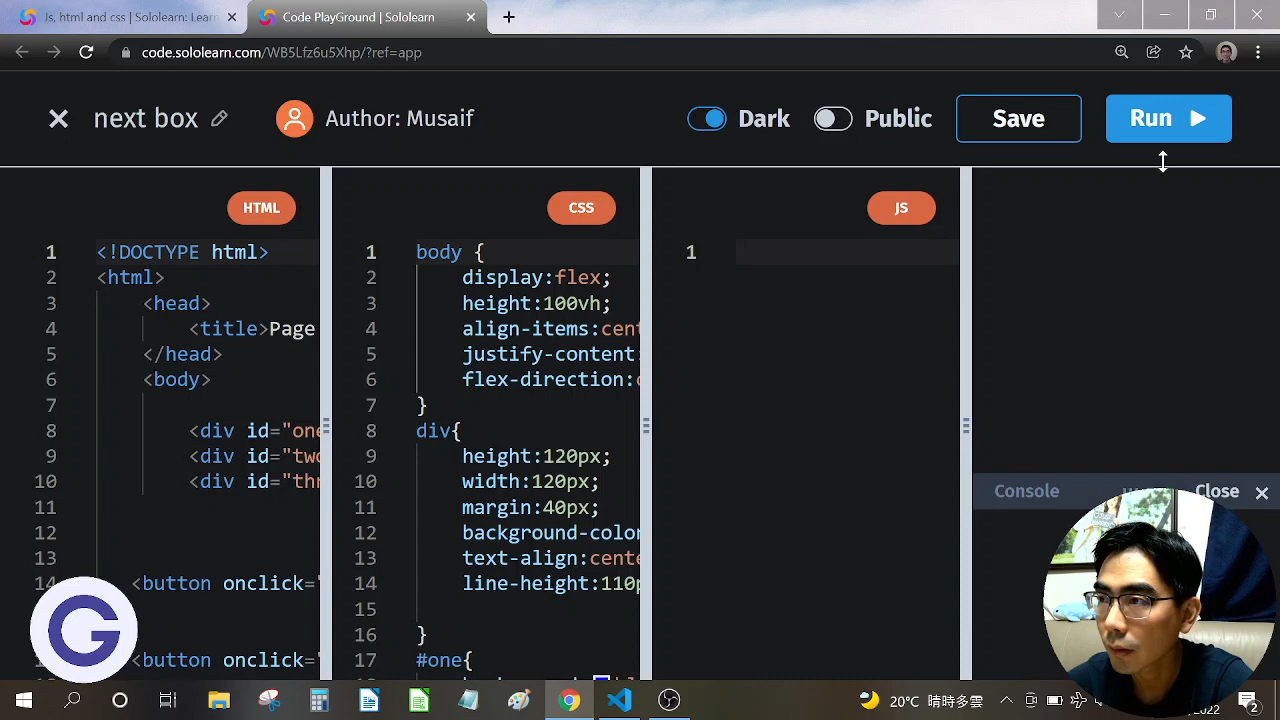 Js, html and css | Sololearn: Lear
Code PlayGround | Sololearn
code.sololearn.com/WB5Lfz6u5Xhp/?ref=app
next box
Author: Musaif
Dark
Public
Save
Run
HTML
1 <!DOCTYPE html>
2 <html>
3 <head>
4 <title>Page
5 </head>
6 <body>
7
8 <div id="one
9 <div id="two
10 <div id="thr
11
12
13
14 <button onclick="
<button onclick="
CSS
1 body {
2 display:flex;
3 height:100vh;
4 align-items:cent
5 justify-content:
6 flex-direction:c
7 }
8 div{
9 height:120px;
10 width:120px;
11 margin:40px;
12 background-color
13 text-align:cente
14 line-height:110p
15
16 }
17 #one{
JS
1
Console
Close
G
20°C 晴時多雲
2022
2